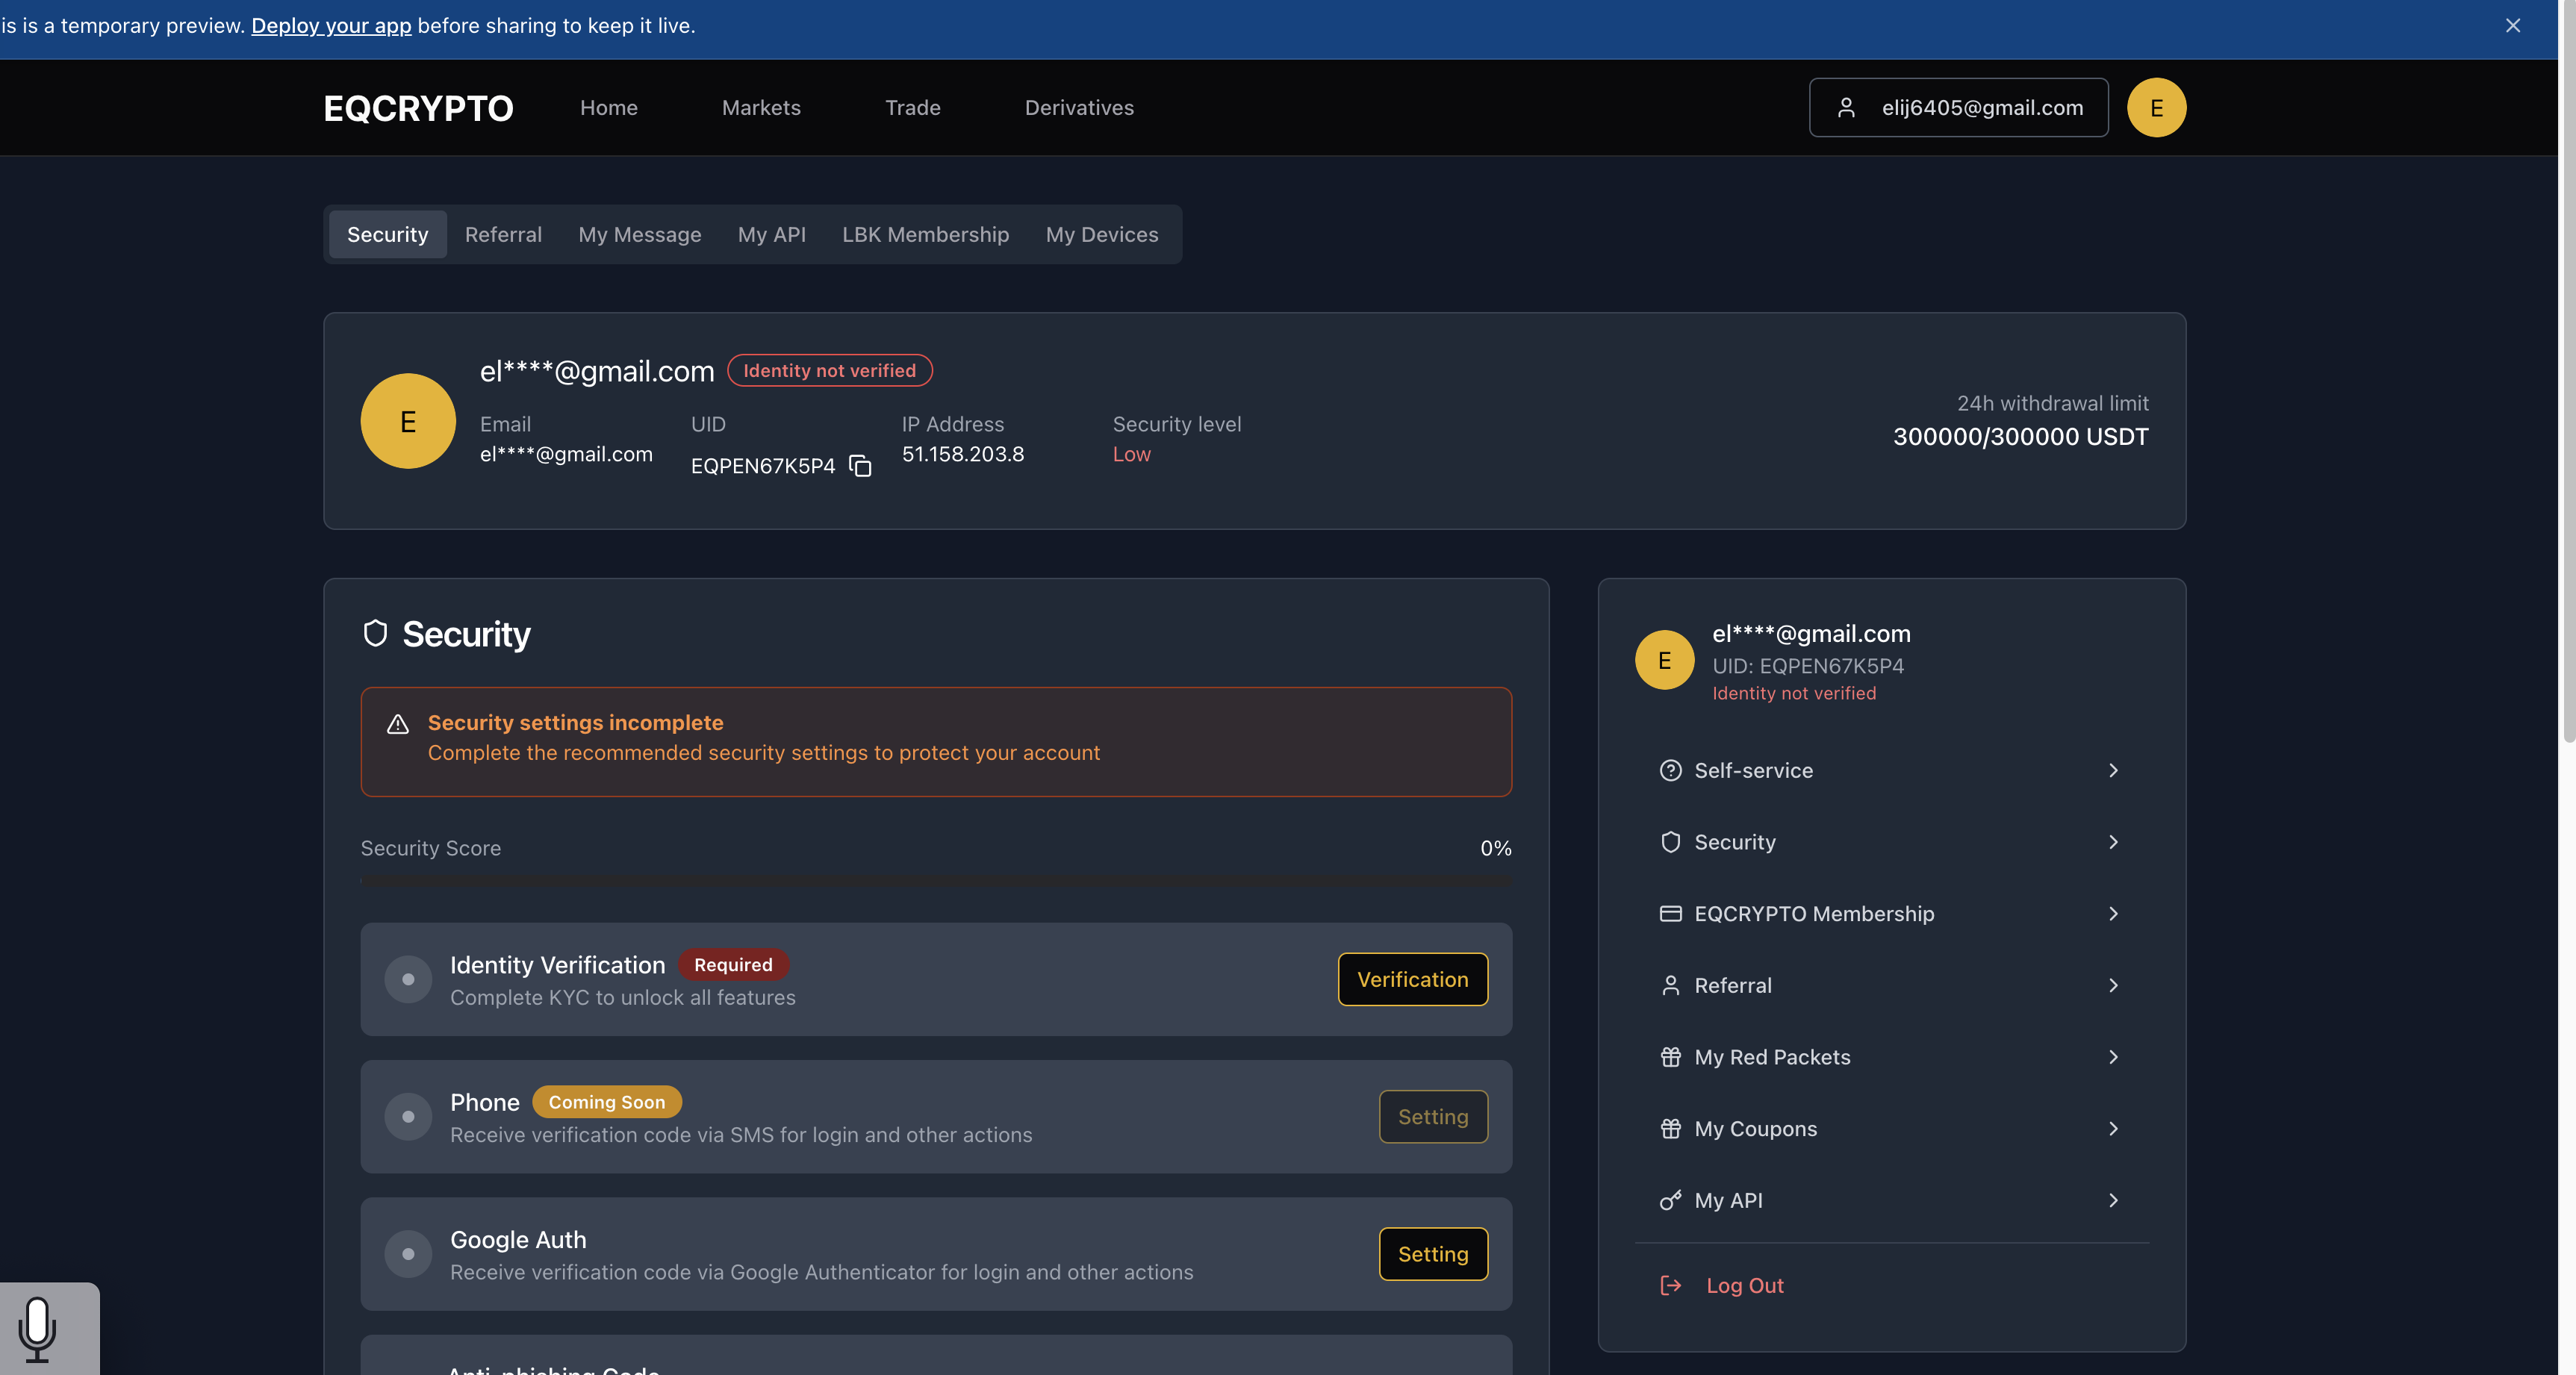 is is a temporary preview. Deploy your app before sharing to keep it live.
EQCRYPTO Home Markets Trade Derivatives elij6405@gmail.com E
Security Referral My Message My API LBK Membership My Devices
el****@gmail.com Identity not verified
E
Email UID IP Address Security level
el****@gmail.com EQPEN67K5P4 51.158.203.8 Low
24h withdrawal limit
300000/300000 USDT
Security
Security settings incomplete
Complete the recommended security settings to protect your account
Security Score 0%
Identity Verification Required
Complete KYC to unlock all features
Verification
Phone Coming Soon
Receive verification code via SMS for login and other actions
Setting
Google Auth
Receive verification code via Google Authenticator for login and other actions
Setting
Anti-phishing Code
E
el****@gmail.com
UID: EQPEN67K5P4
Identity not verified
Self-service
Security
EQCRYPTO Membership
Referral
My Red Packets
My Coupons
My API
Log Out